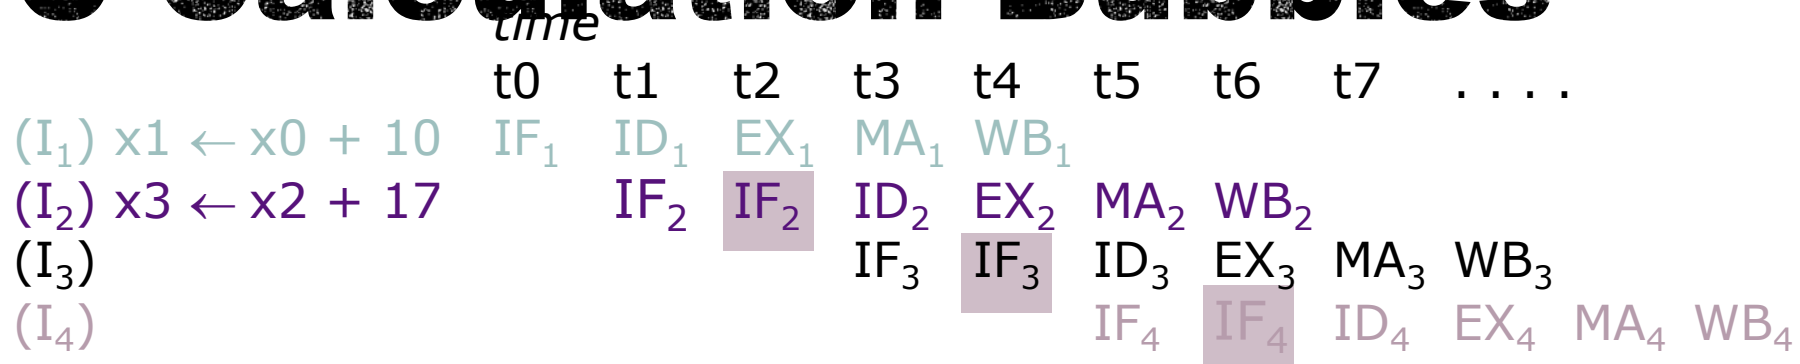 Calculation Bubbles
time
t0 t1 t2 t3 t4 t5 t6 t7 . . . .
(I₁) x1 ← x0 + 10 IF₁ ID₁ EX₁ MA₁ WB₁
(I₂) x3 ← x2 + 17 IF₂ IF₂ ID₂ EX₂ MA₂ WB₂
(I₃) IF₃ IF₃ ID₃ EX₃ MA₃ WB₃
(I₄) IF₄ IF₄ ID₄ EX₄ MA₄ WB₄